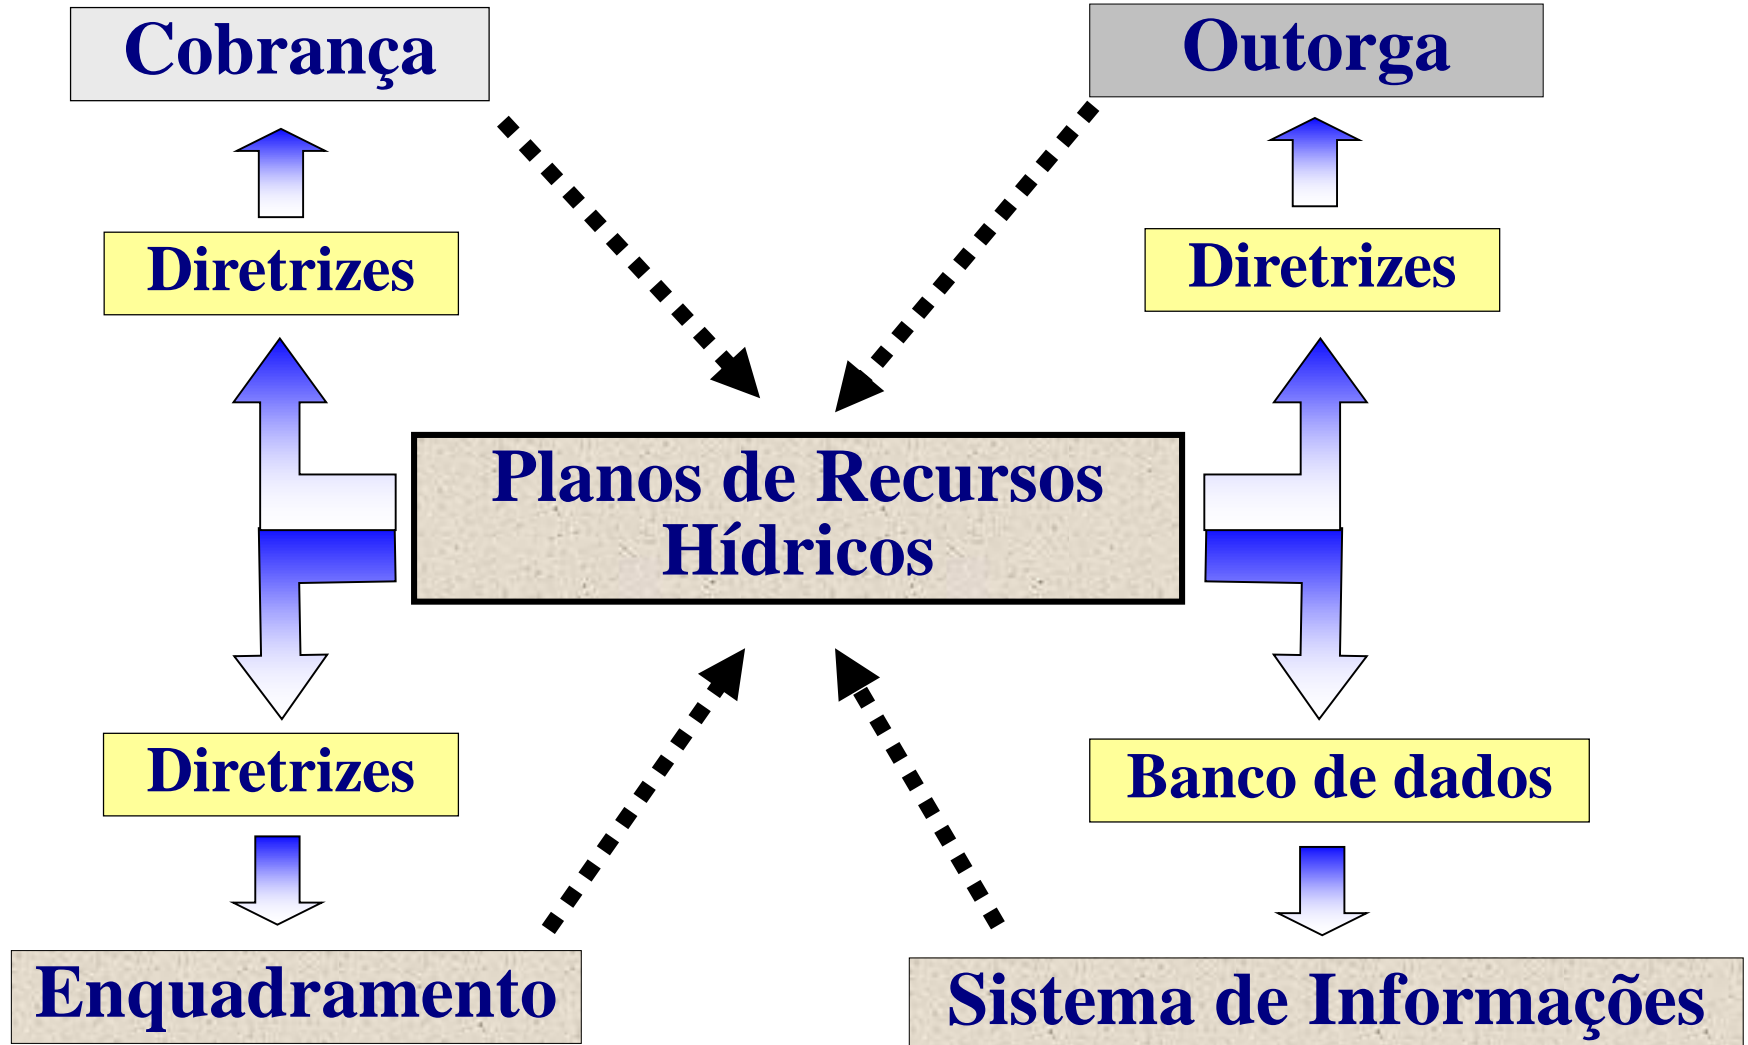 Cobrança
Outorga
Diretrizes
Diretrizes
Planos de Recursos
Hídricos
Diretrizes
Banco de dados
Enquadramento
Sistema de Informações